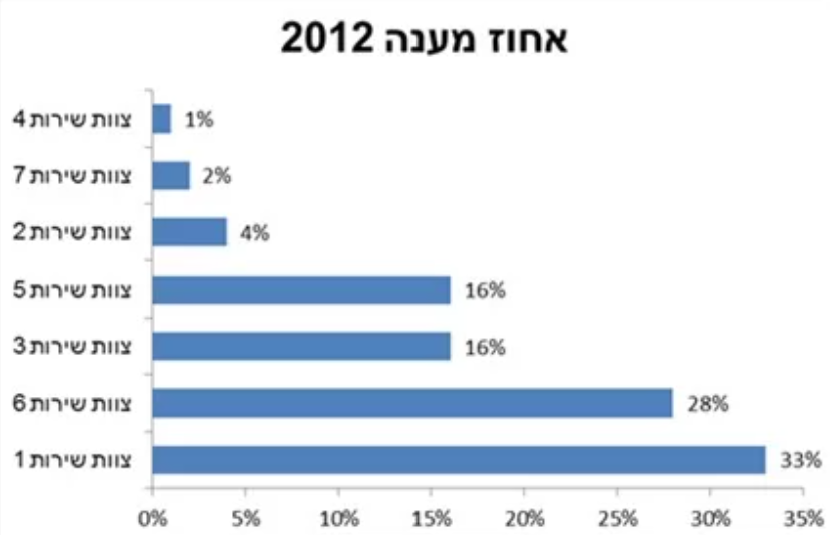 אחוז מענה 2012
צוות שירות 4 1%
צוות שירות 7 2%
צוות שירות 2 4%
צוות שירות 5 16%
צוות שירות 3 16%
צוות שירות 6 28%
צוות שירות 1 33%
0% 5% 10% 15% 20% 25% 30% 35%